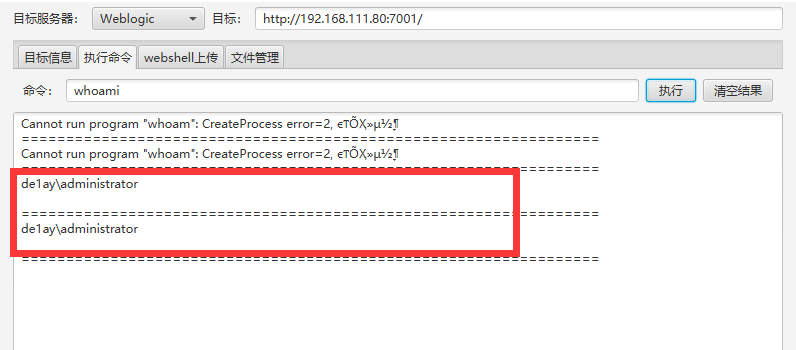 目标服务器： Weblogic 目标： http://192.168.111.80:7001/
目标信息 执行命令 webshell上传 文件管理
命令： whoami 执行 清空结果
Cannot run program "whoam": CreateProcess error=2, ϵͳÕÒ»µ½¶
================================================================
Cannot run program "whoam": CreateProcess error=2, ϵͳÕÒ»µ½¶
================================================================
de1ay\administrator
================================================================
de1ay\administrator
================================================================